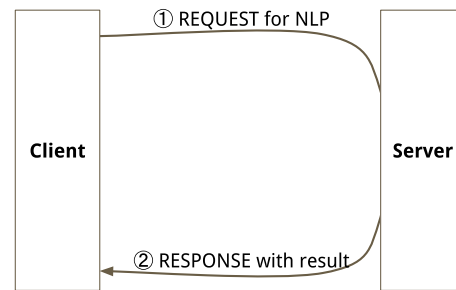 ① REQUEST for NLP
Client
Server
② RESPONSE with result